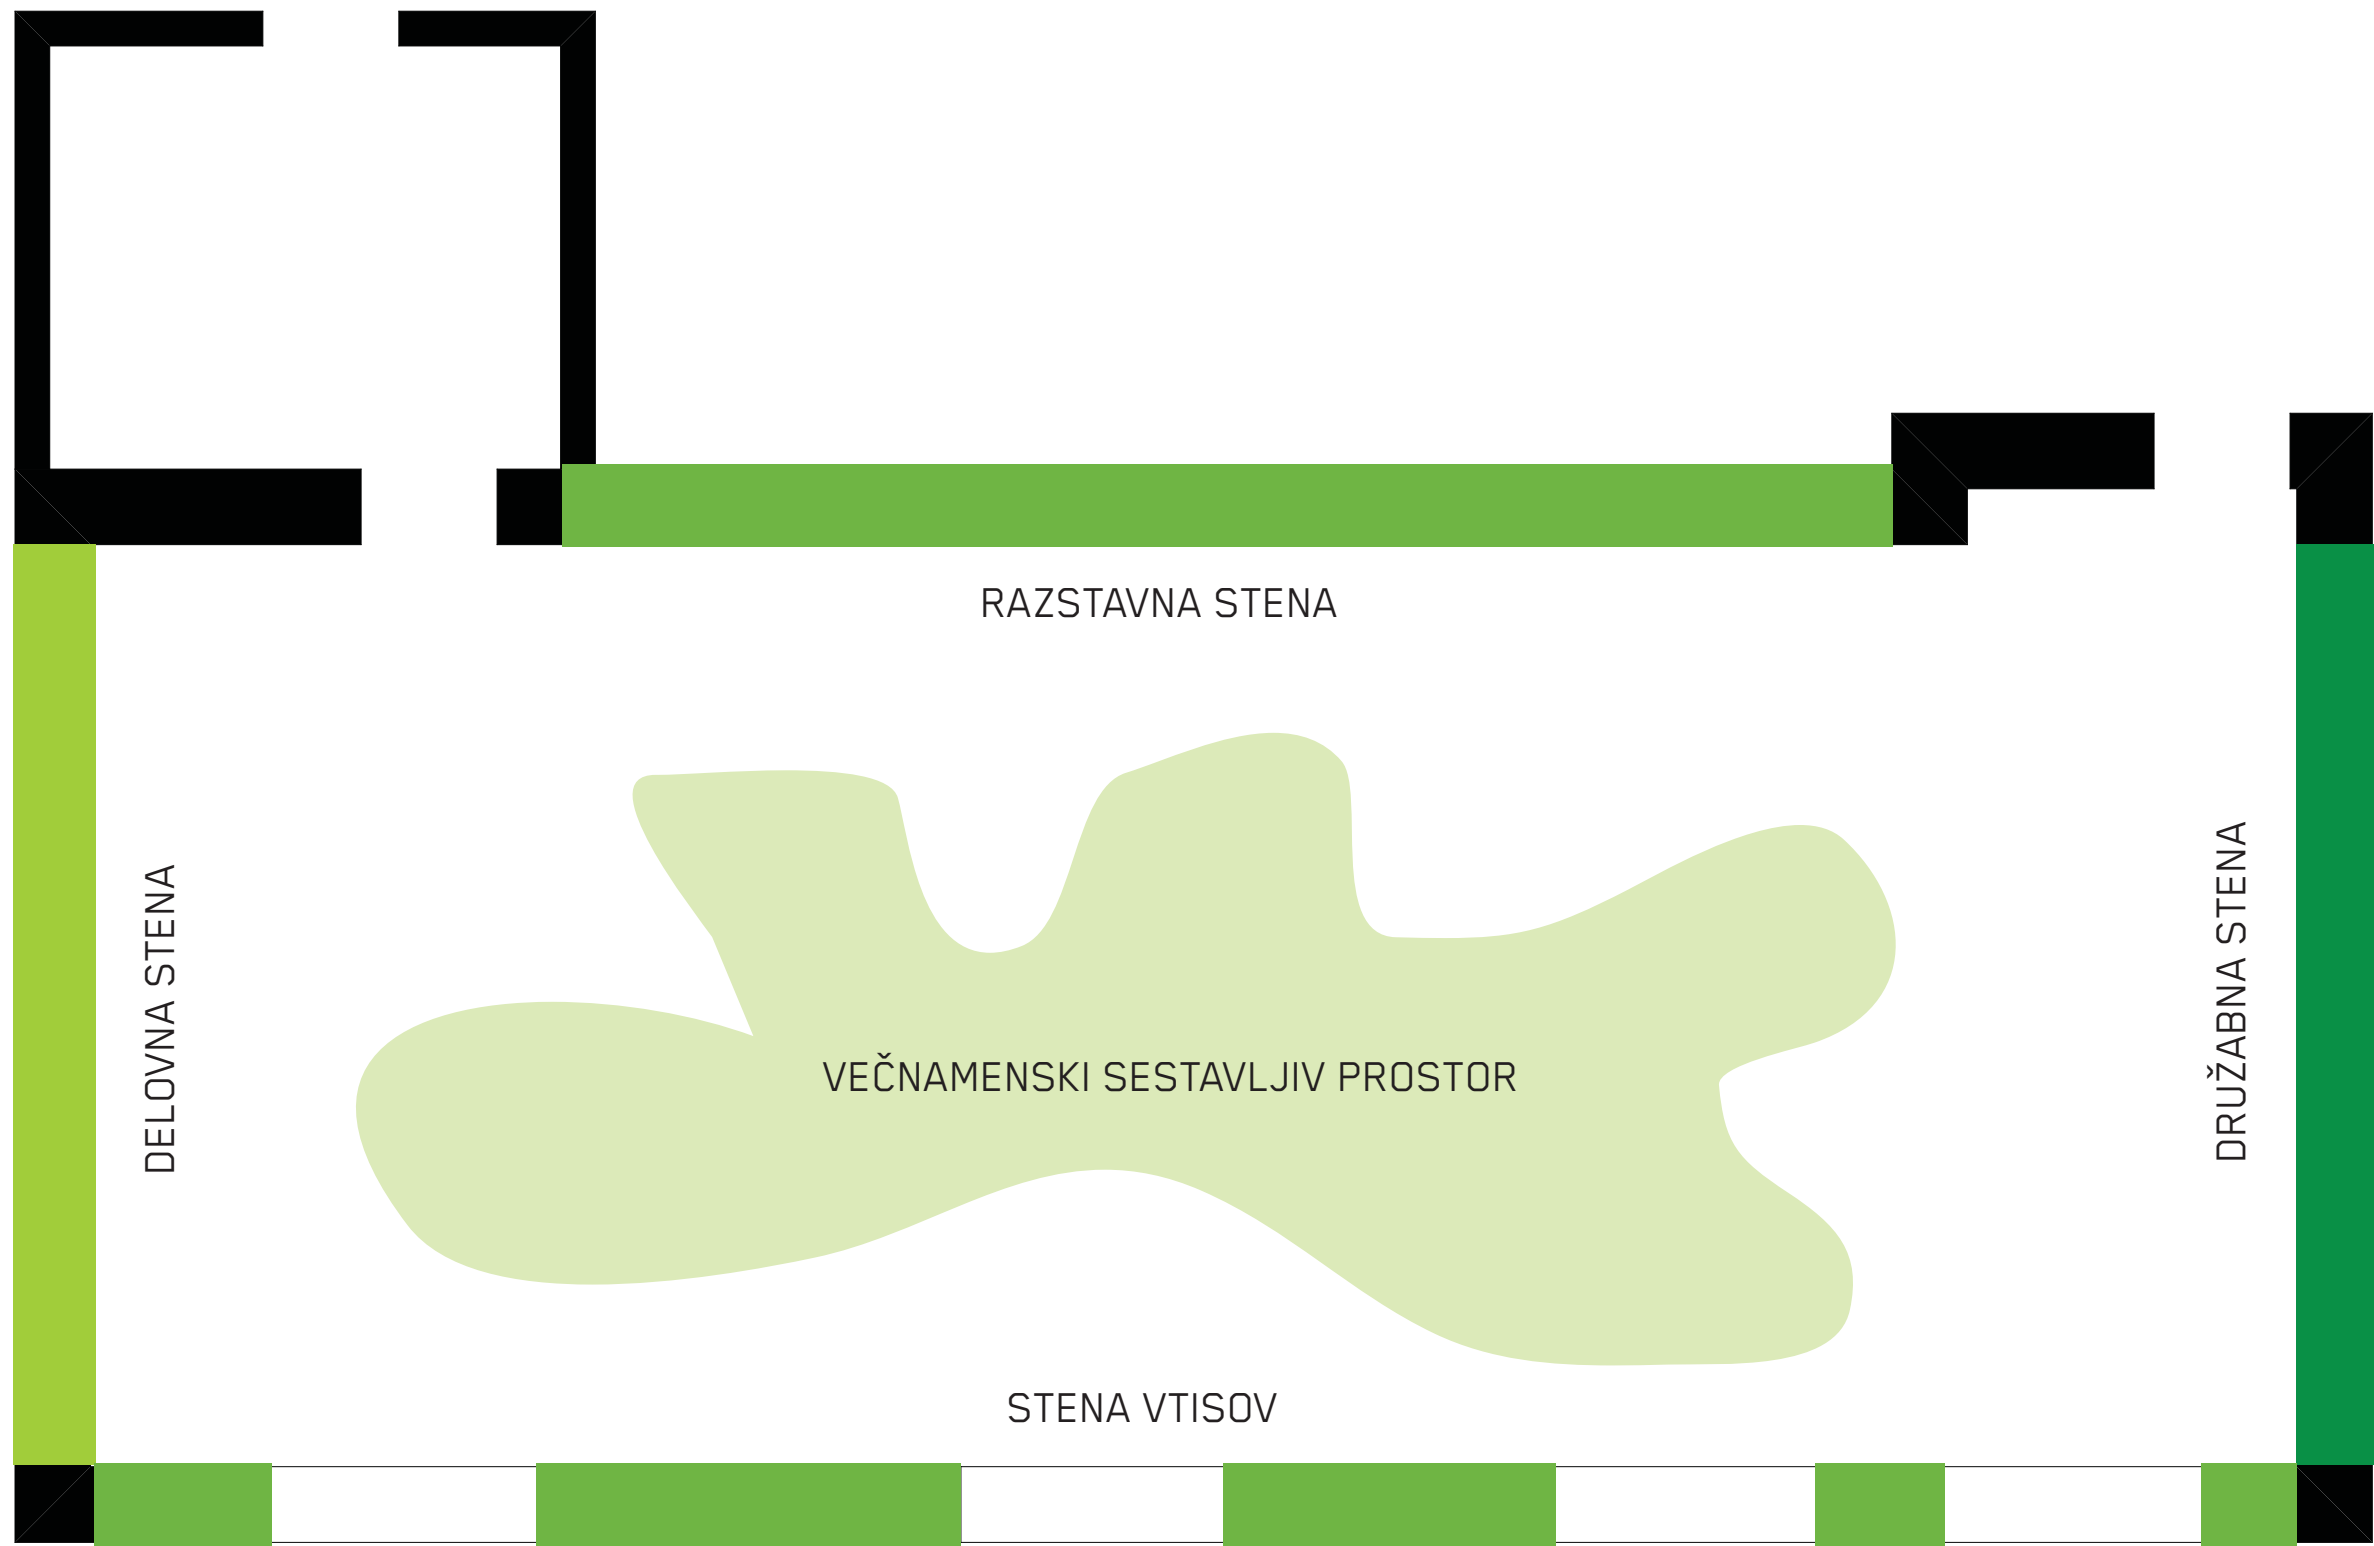 RAZSTAVNA STENA
DELOVNA STENA
VEČNAMENSKI SESTAVLJIV PROSTOR
DRUŽABNA STENA
STENA VTISOV